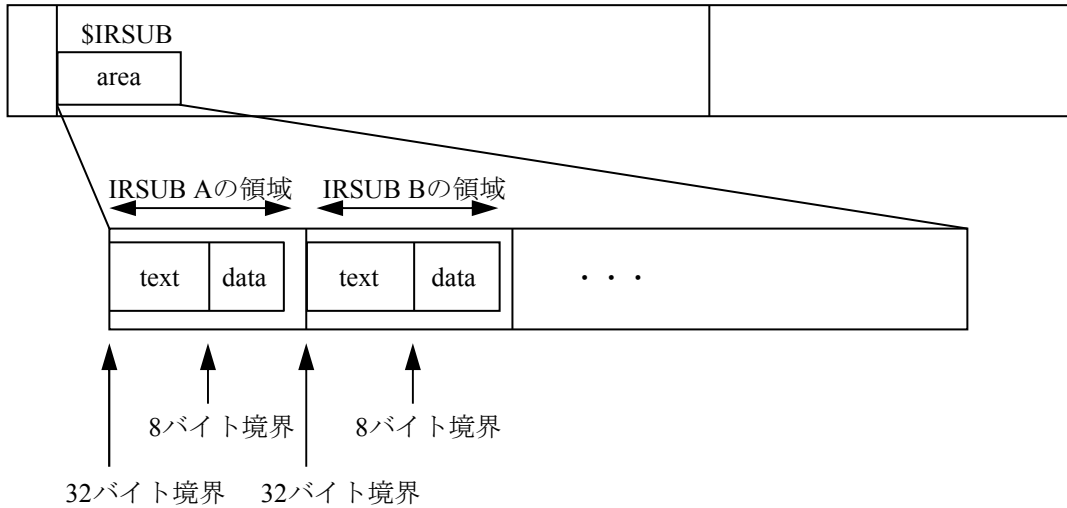 $IRSUB
area
IRSUB Aの領域 IRSUB Bの領域
text data text data ・・・
8バイト境界 8バイト境界
32バイト境界 32バイト境界